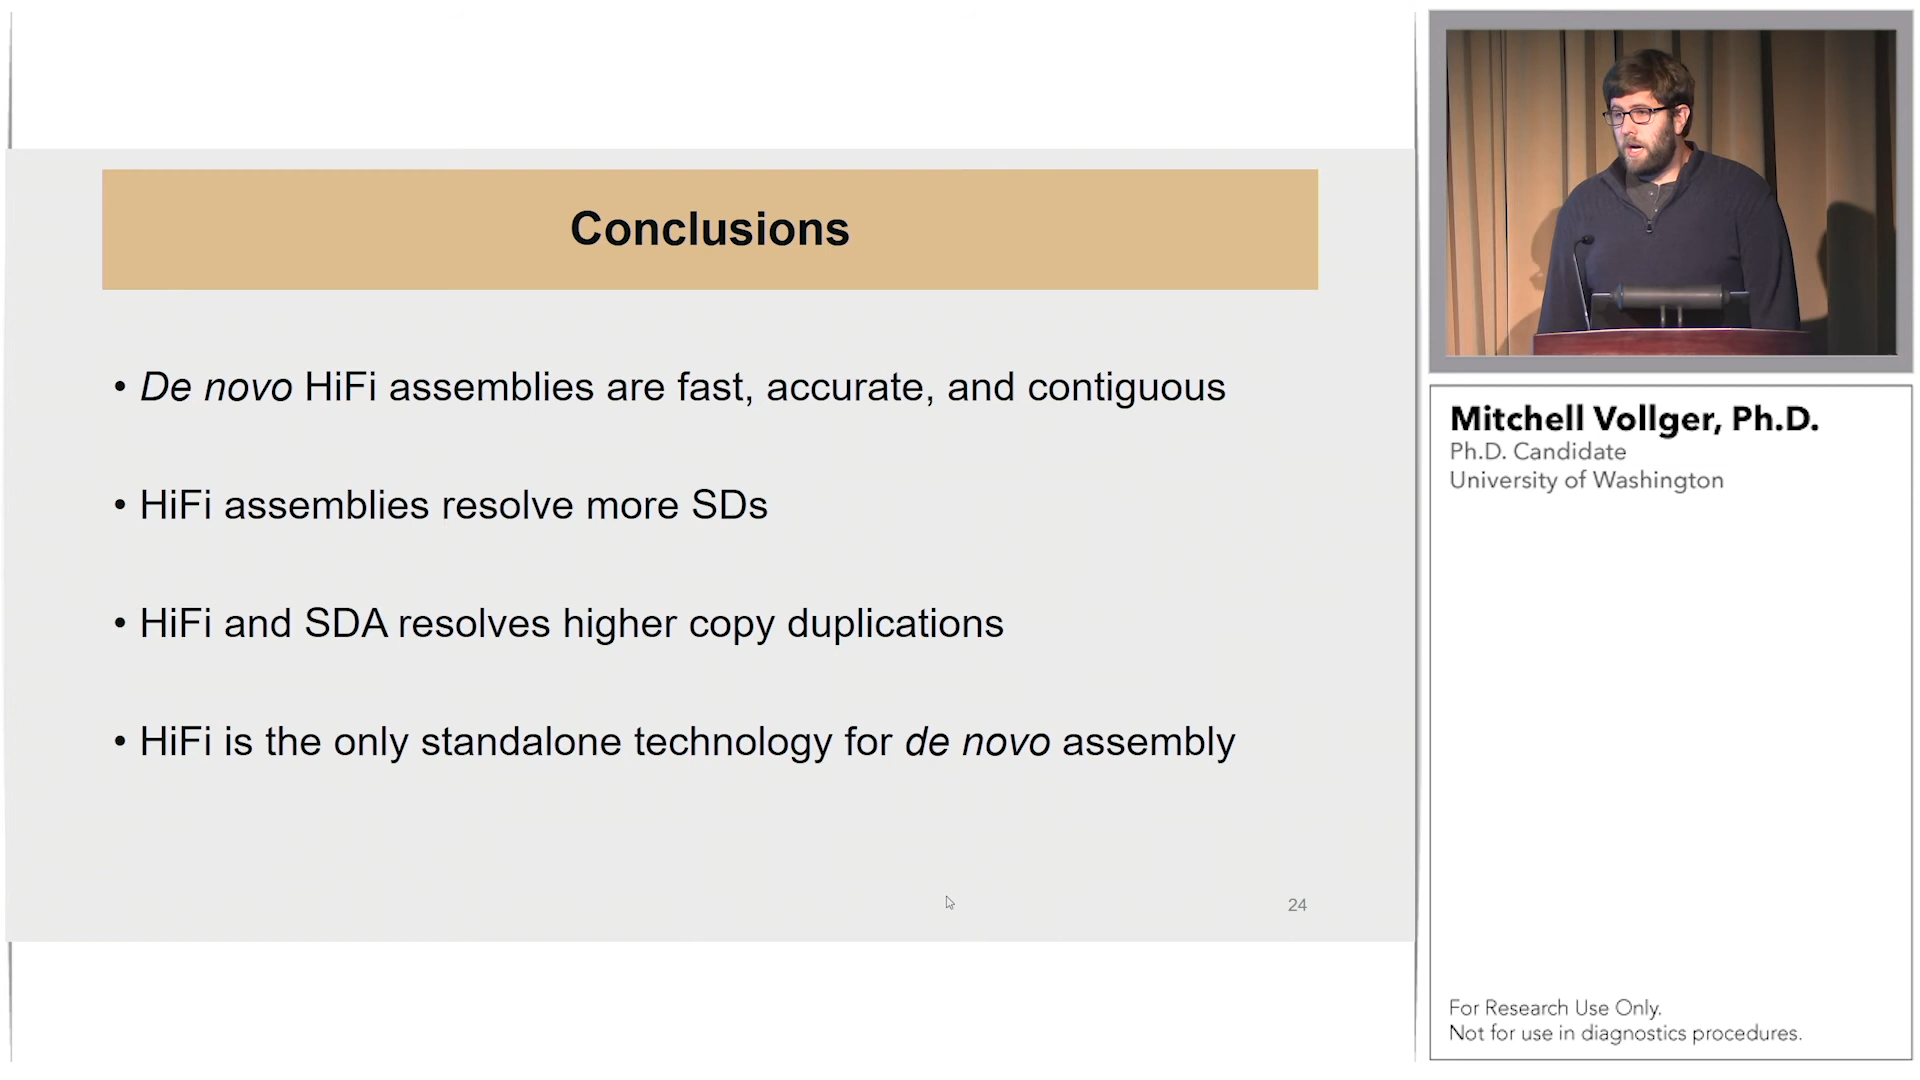 Conclusions
• De novo HiFi assemblies are fast, accurate, and contiguous
• HiFi assemblies resolve more SDs
• HiFi and SDA resolves higher copy duplications
• HiFi is the only standalone technology for de novo assembly
24
Mitchell Vollger, Ph.D.
Ph.D. Candidate
University of Washington
For Research Use Only.
Not for use in diagnostics procedures.